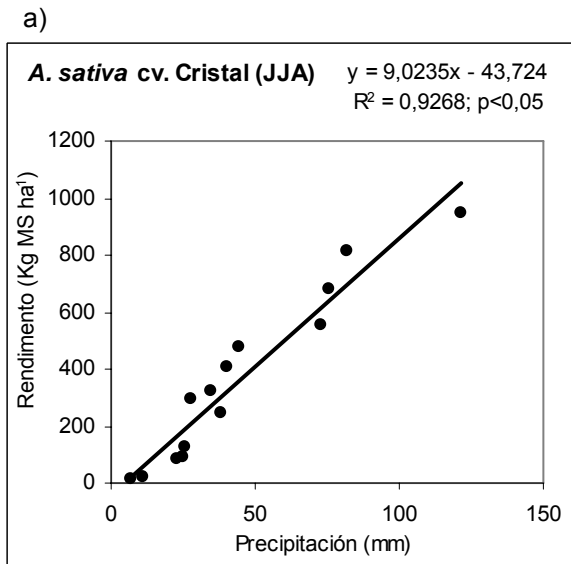 a)
A. sativa cv. Cristal (JJA)
y = 9,0235x - 43,724
R² = 0,9268; p<0,05
Rendimento (Kg MS ha¹)
1200
1000
800
600
400
200
0
0 50 100 150
Precipitación (mm)